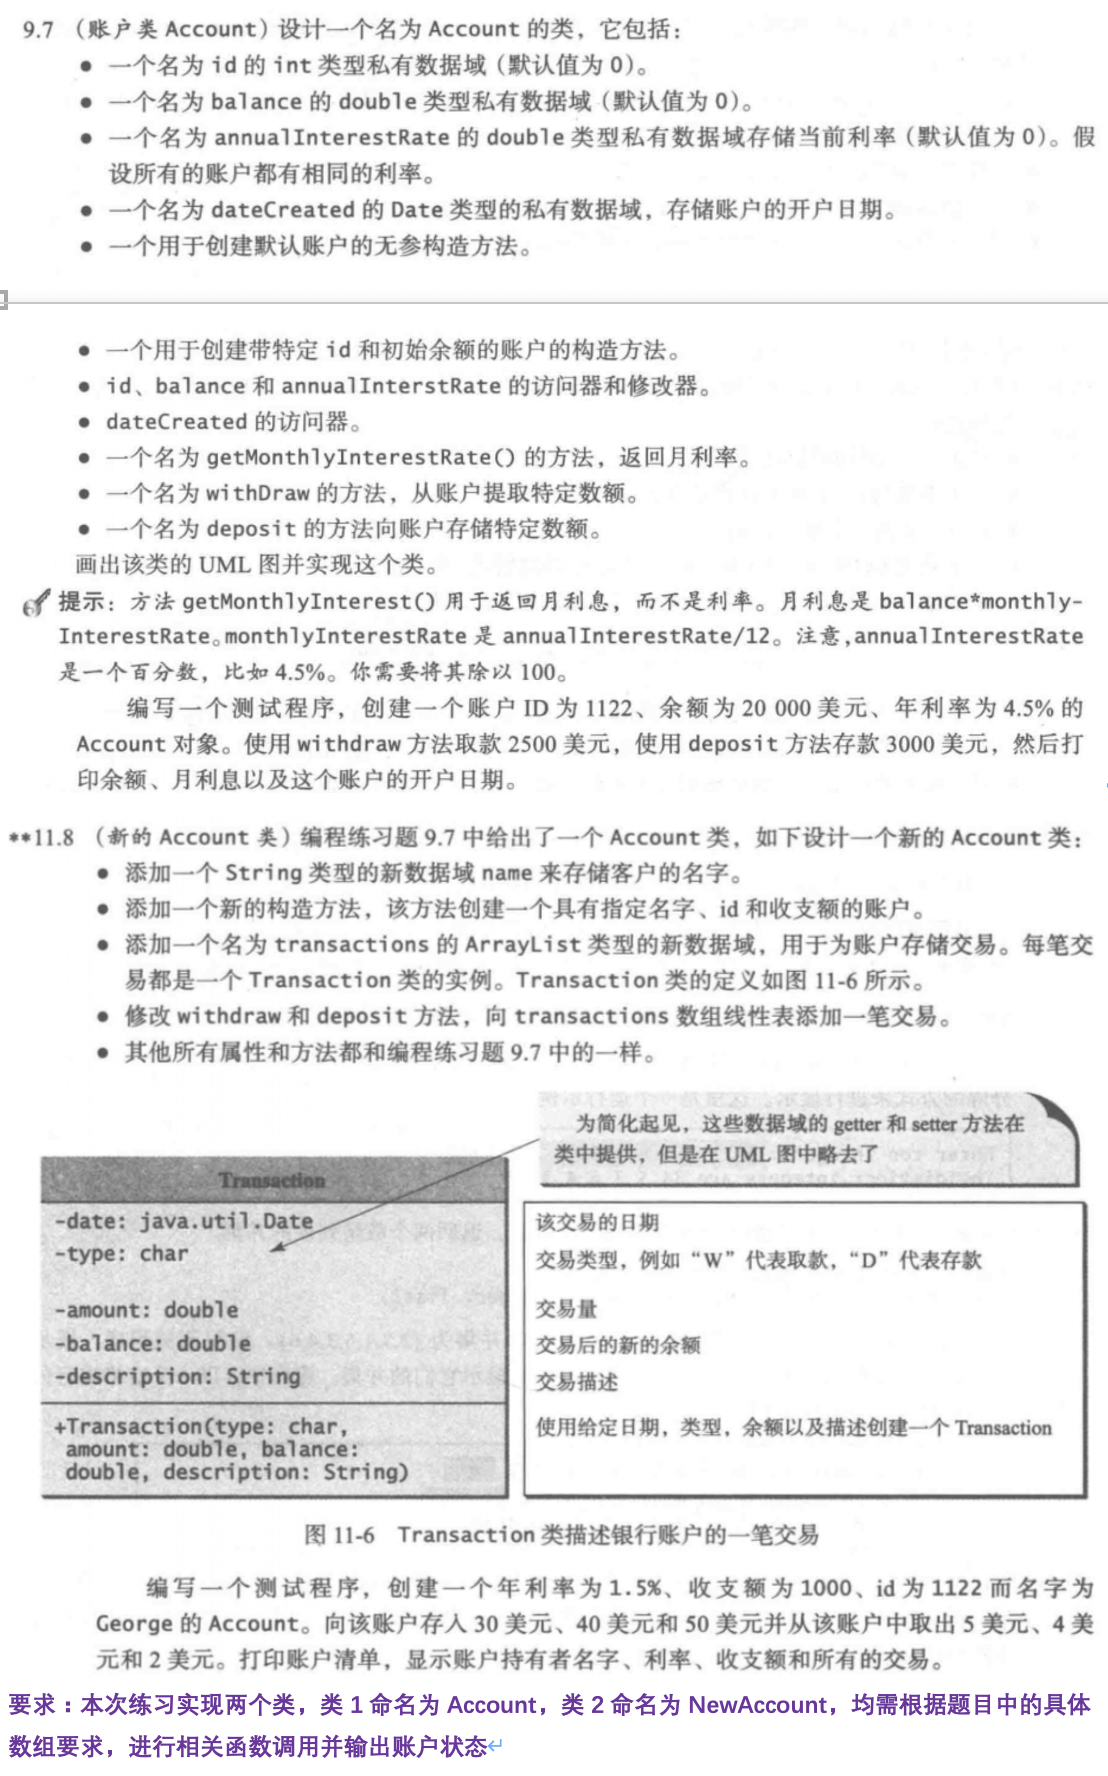 9.7 （账户类 Account）设计一个名为 Account 的类，它包括：
● 一个名为 id 的 int 类型私有数据域（默认值为 0）。
● 一个名为 balance 的 double 类型私有数据域（默认值为 0）。
● 一个名为 annualInterestRate 的 double 类型私有数据域存储当前利率（默认值为 0）。假
设所有的账户都有相同的利率。
● 一个名为 dateCreated 的 Date 类型的私有数据域，存储账户的开户日期。
● 一个用于创建默认账户的无参构造方法。
● 一个用于创建带特定 id 和初始余额的账户的构造方法。
● id、balance 和 annualInterstRate 的访问器和修改器。
● dateCreated 的访问器。
● 一个名为 getMonthlyInterestRate() 的方法，返回月利率。
● 一个名为 withDraw 的方法，从账户提取特定数额。
● 一个名为 deposit 的方法向账户存储特定数额。
画出该类的 UML 图并实现这个类。
提示：方法 getMonthlyInterest() 用于返回月利息，而不是利率。月利息是 balance*monthly-
InterestRate。monthlyInterestRate 是 annualInterestRate/12。注意,annualInterestRate
是一个百分数，比如 4.5%。你需要将其除以 100。
编写一个测试程序，创建一个账户 ID 为 1122、余额为 20 000 美元、年利率为 4.5% 的
Account 对象。使用 withdraw 方法取款 2500 美元，使用 deposit 方法存款 3000 美元，然后打
印余额、月利息以及这个账户的开户日期。
**11.8 （新的 Account 类）编程练习题 9.7 中给出了一个 Account 类，如下设计一个新的 Account 类：
● 添加一个 String 类型的新数据域 name 来存储客户的名字。
● 添加一个新的构造方法，该方法创建一个具有指定名字、id 和收支额的账户。
● 添加一个名为 transactions 的 ArrayList 类型的新数据域，用于为账户存储交易。每笔交
易都是一个 Transaction 类的实例。Transaction 类的定义如图 11-6 所示。
● 修改 withdraw 和 deposit 方法，向 transactions 数组线性表添加一笔交易。
● 其他所有属性和方法都和编程练习题 9.7 中的一样。
为简化起见，这些数据域的 getter 和 setter 方法在
类中提供，但是在 UML 图中略去了
Transaction
-date: java.util.Date
该交易的日期
-type: char
交易类型，例如“W”代表取款，“D”代表存款
-amount: double
交易量
-balance: double
交易后的新的余额
-description: String
交易描述
+Transaction(type: char,
amount: double, balance:
double, description: String)
使用给定日期，类型，余额以及描述创建一个 Transaction
图 11-6 Transaction 类描述银行账户的一笔交易
编写一个测试程序，创建一个年利率为 1.5%、收支额为 1000、id 为 1122 而名字为
George 的 Account。向该账户存入 30 美元、40 美元和 50 美元并从该账户中取出 5 美元、4 美
元和 2 美元。打印账户清单，显示账户持有者名字、利率、收支额和所有的交易。
要求：本次练习实现两个类，类 1 命名为 Account，类 2 命名为 NewAccount，均需根据题目中的具体
数组要求，进行相关函数调用并输出账户状态